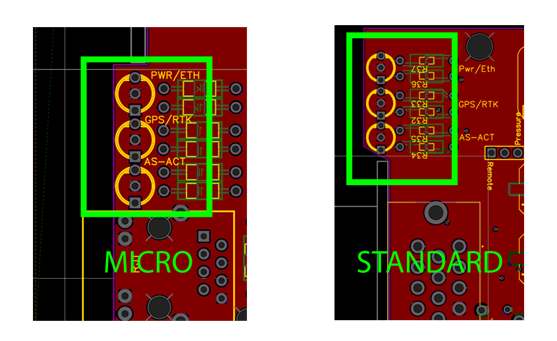 PWR/ETH
GPS/RTK
AS-ACT
MICRO
R37
Pwr/Eth
R36
R33
GPS/RTK
R32
R35
AS-ACT
R34
Pressure
Remote
STANDARD